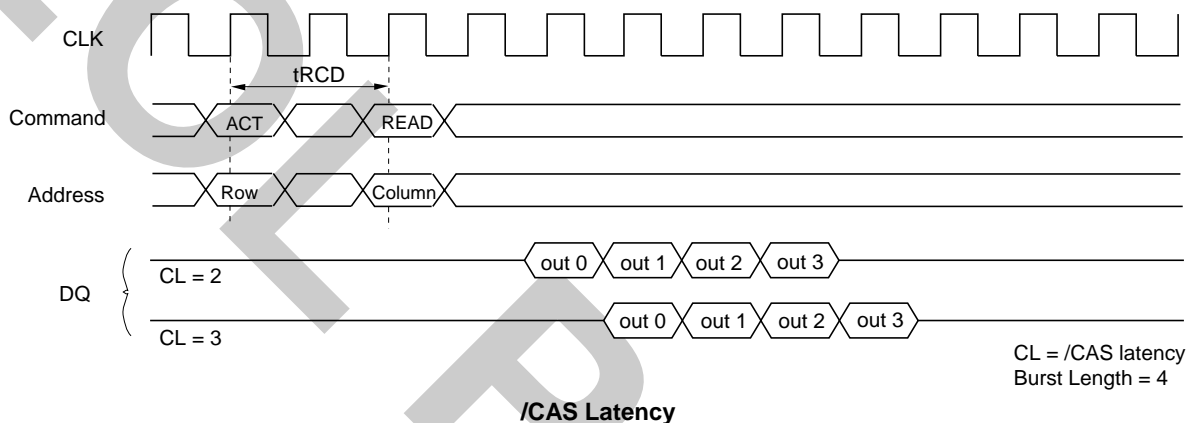 CLK
tRCD
Command
ACT
READ
Address
Row
Column
DQ
CL = 2
out 0
out 1
out 2
out 3
CL = 3
out 0
out 1
out 2
out 3
CL = /CAS latency
Burst Length = 4
/CAS Latency